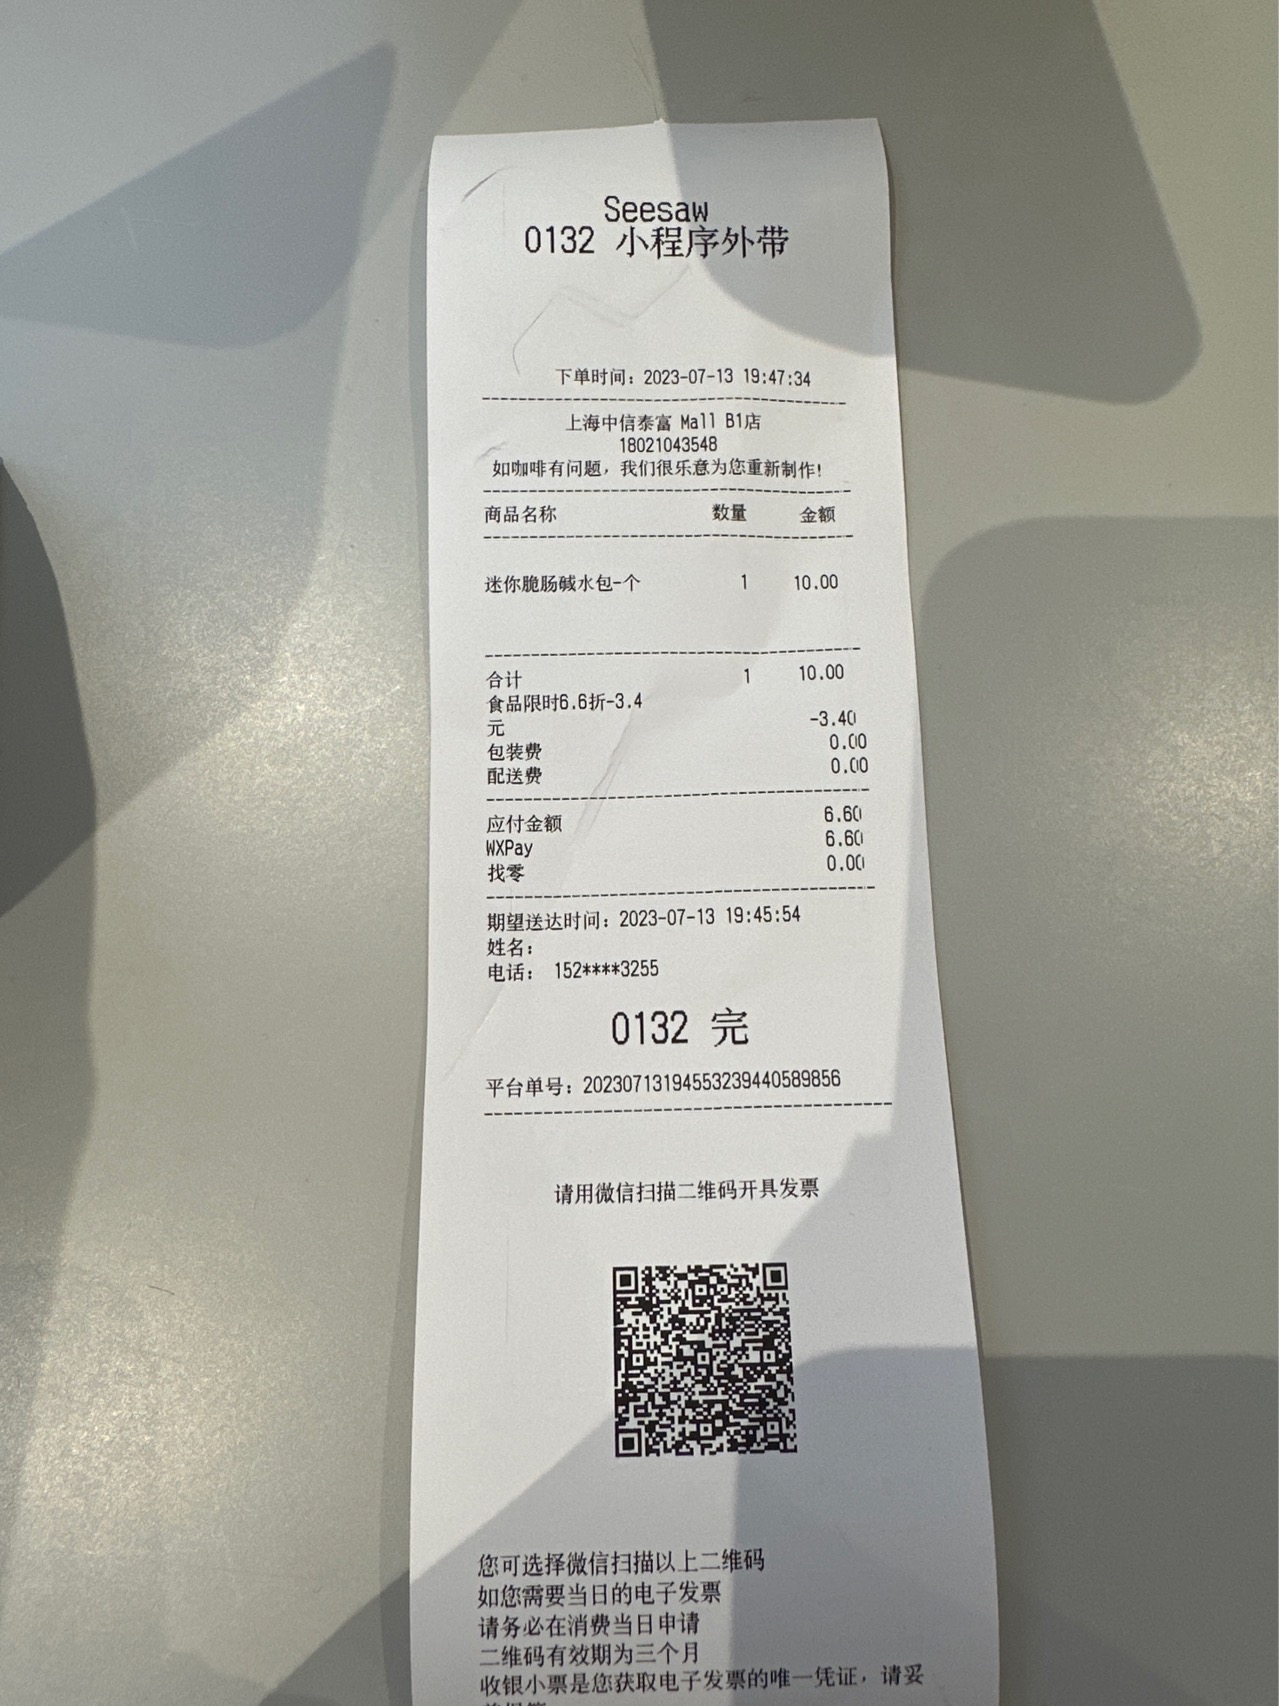 Seesaw
0132 小程序外带
下单时间：2023-07-13 19:47:34
上海中信泰富 Mall B1店
18021043548
如咖啡有问题，我们很乐意为您重新制作！
商品名称 数量 金额
迷你脆肠碱水包-个 1 10.00
合计 1 10.00
食品限时6.6折-3.4
元 -3.40
包装费 0.00
配送费 0.00
应付金额 6.60
WXPay 6.60
找零 0.00
期望送达时间：2023-07-13 19:45:54
姓名：
电话： 152****3255
0132 完
平台单号：20230713194553239440589856
请用微信扫描二维码开具发票
您可选择微信扫描以上二维码
如您需要当日的电子发票
请务必在消费当日申请
二维码有效期为三个月
收银小票是您获取电子发票的唯一凭证，请妥